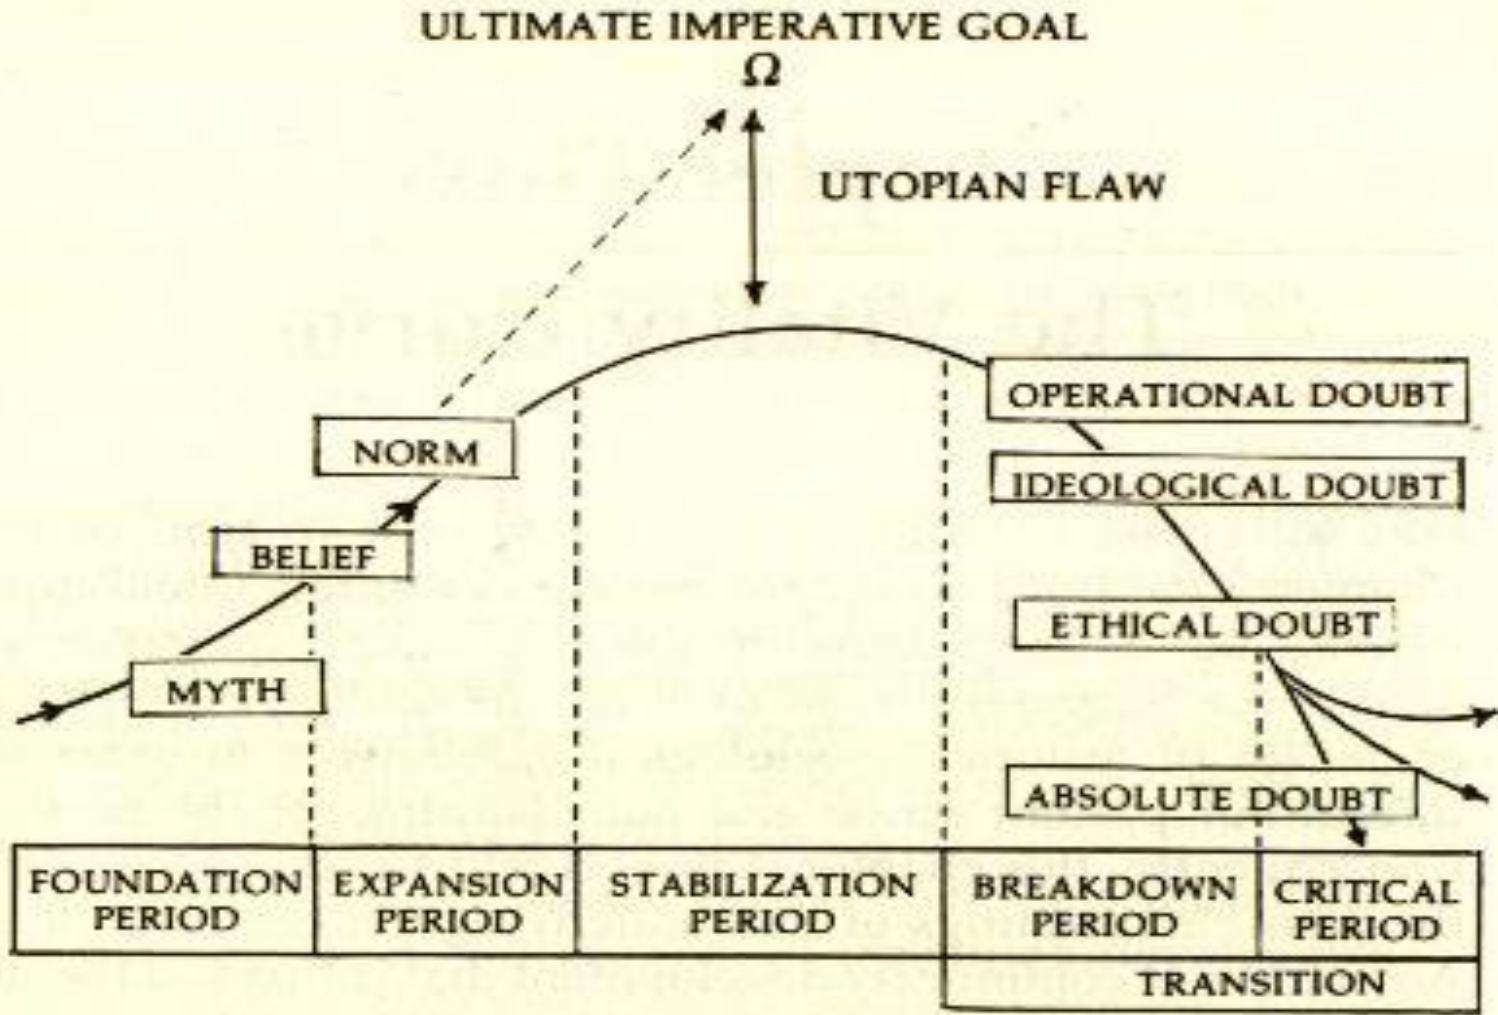 ULTIMATE IMPERATIVE GOAL
Ω
UTOPIAN FLAW
OPERATIONAL DOUBT
NORM
IDEOLOGICAL DOUBT
BELIEF
ETHICAL DOUBT
MYTH
ABSOLUTE DOUBT
FOUNDATION
PERIOD
EXPANSION
PERIOD
STABILIZATION
PERIOD
BREAKDOWN
PERIOD
CRITICAL
PERIOD
TRANSITION